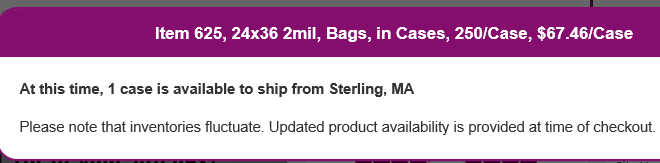 Item 625, 24x36 2mil, Bags, in Cases, 250/Case, $67.46/Case
At this time, 1 case is available to ship from Sterling, MA
Please note that inventories fluctuate. Updated product availability is provided at time of checkout.